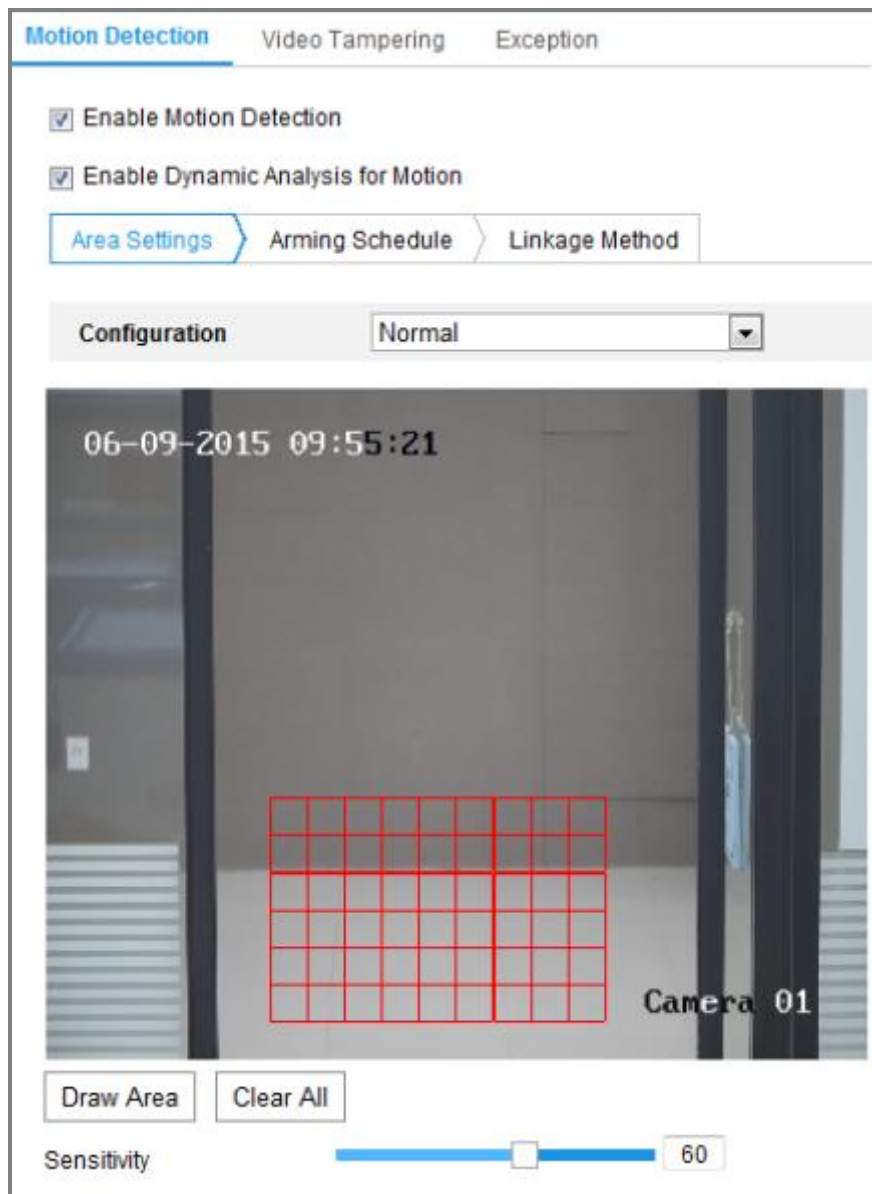 Motion Detection Video Tampering Exception
Enable Motion Detection
Enable Dynamic Analysis for Motion
Area Settings Arming Schedule Linkage Method
Configuration Normal
06-09-2015 09:55:21
Camera 01
Draw Area Clear All
Sensitivity 60